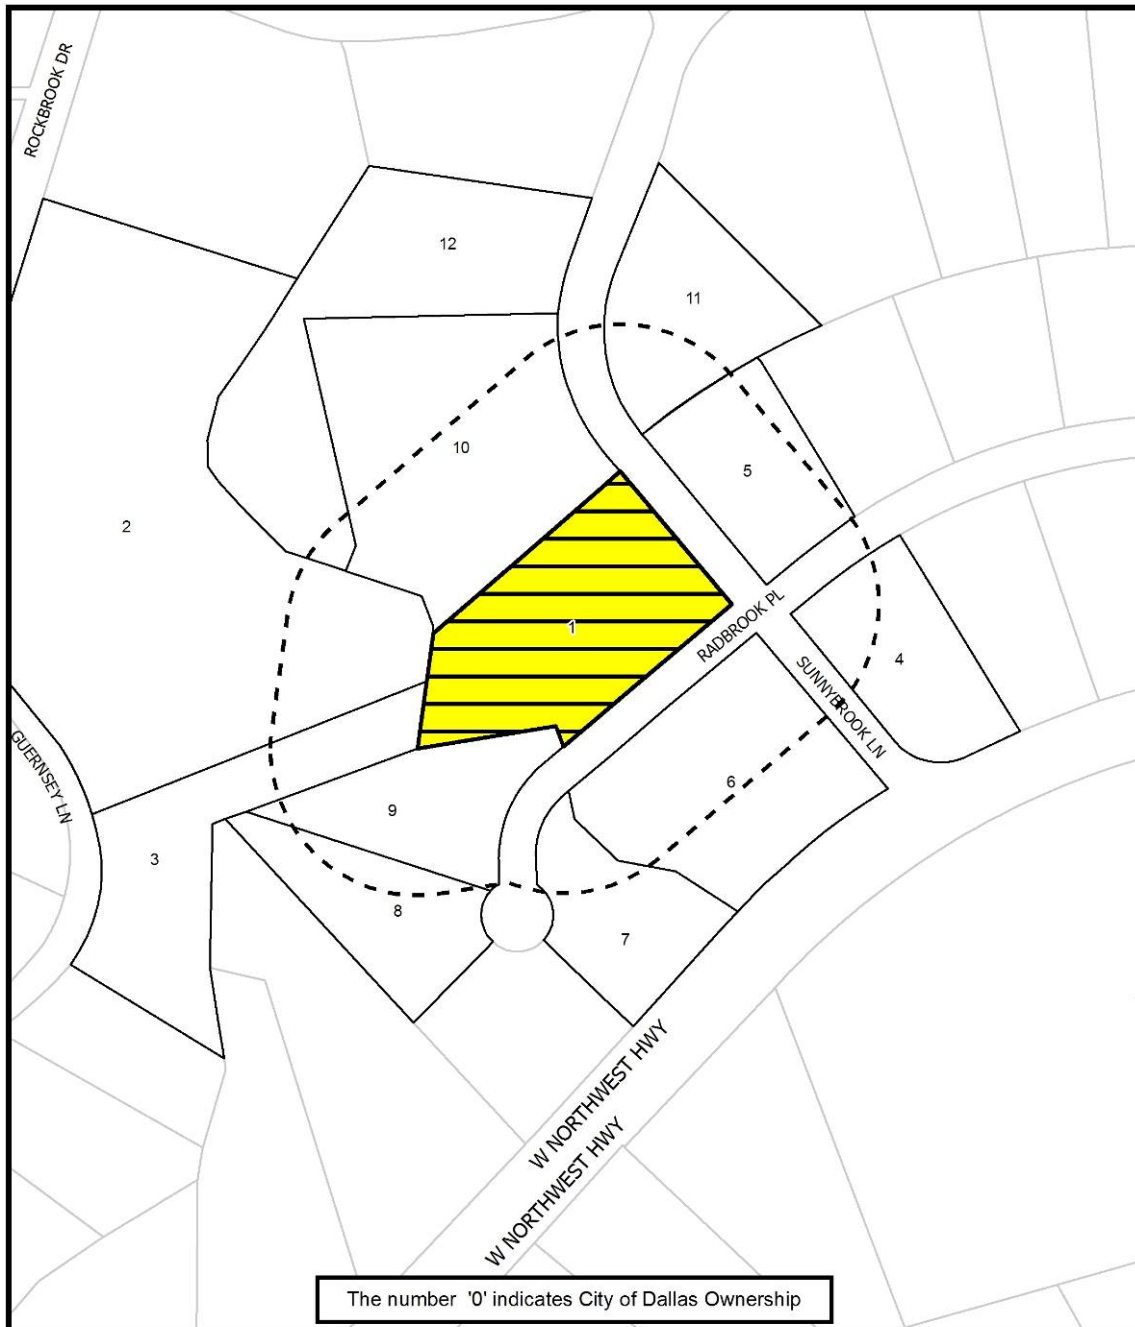 ROCKBROOK DR
12
11
10
5
2
1
RADBROOK PL
4
SUNNYBROOK LN
GUERNSEY LN
6
9
3
8
7
W NORTHWEST HWY
W NORTHWEST HWY
The number '0' indicates City of Dallas Ownership